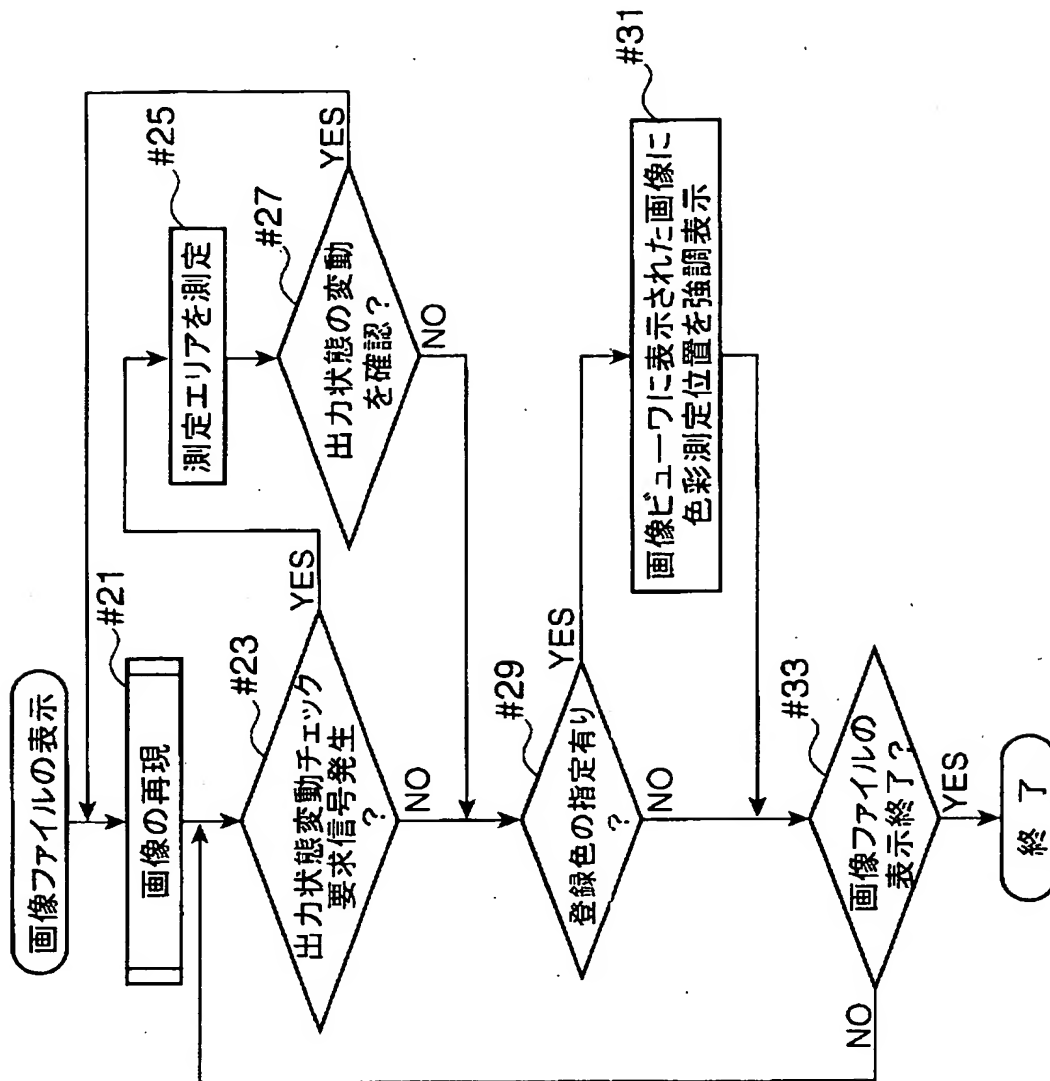 画像ファイルの表示
#21
画像の再現
#23
出力状態変動チェック
要求信号発生
?
YES
NO
#25
測定エリアを測定
#27
出力状態の変動
を確認?
YES
NO
#29
登録色の指定有り
?
YES
NO
#31
画像ビューワに表示された画像に
色彩測定位置を強調表示
#33
画像ファイルの
表示終了?
NO
YES
終 了